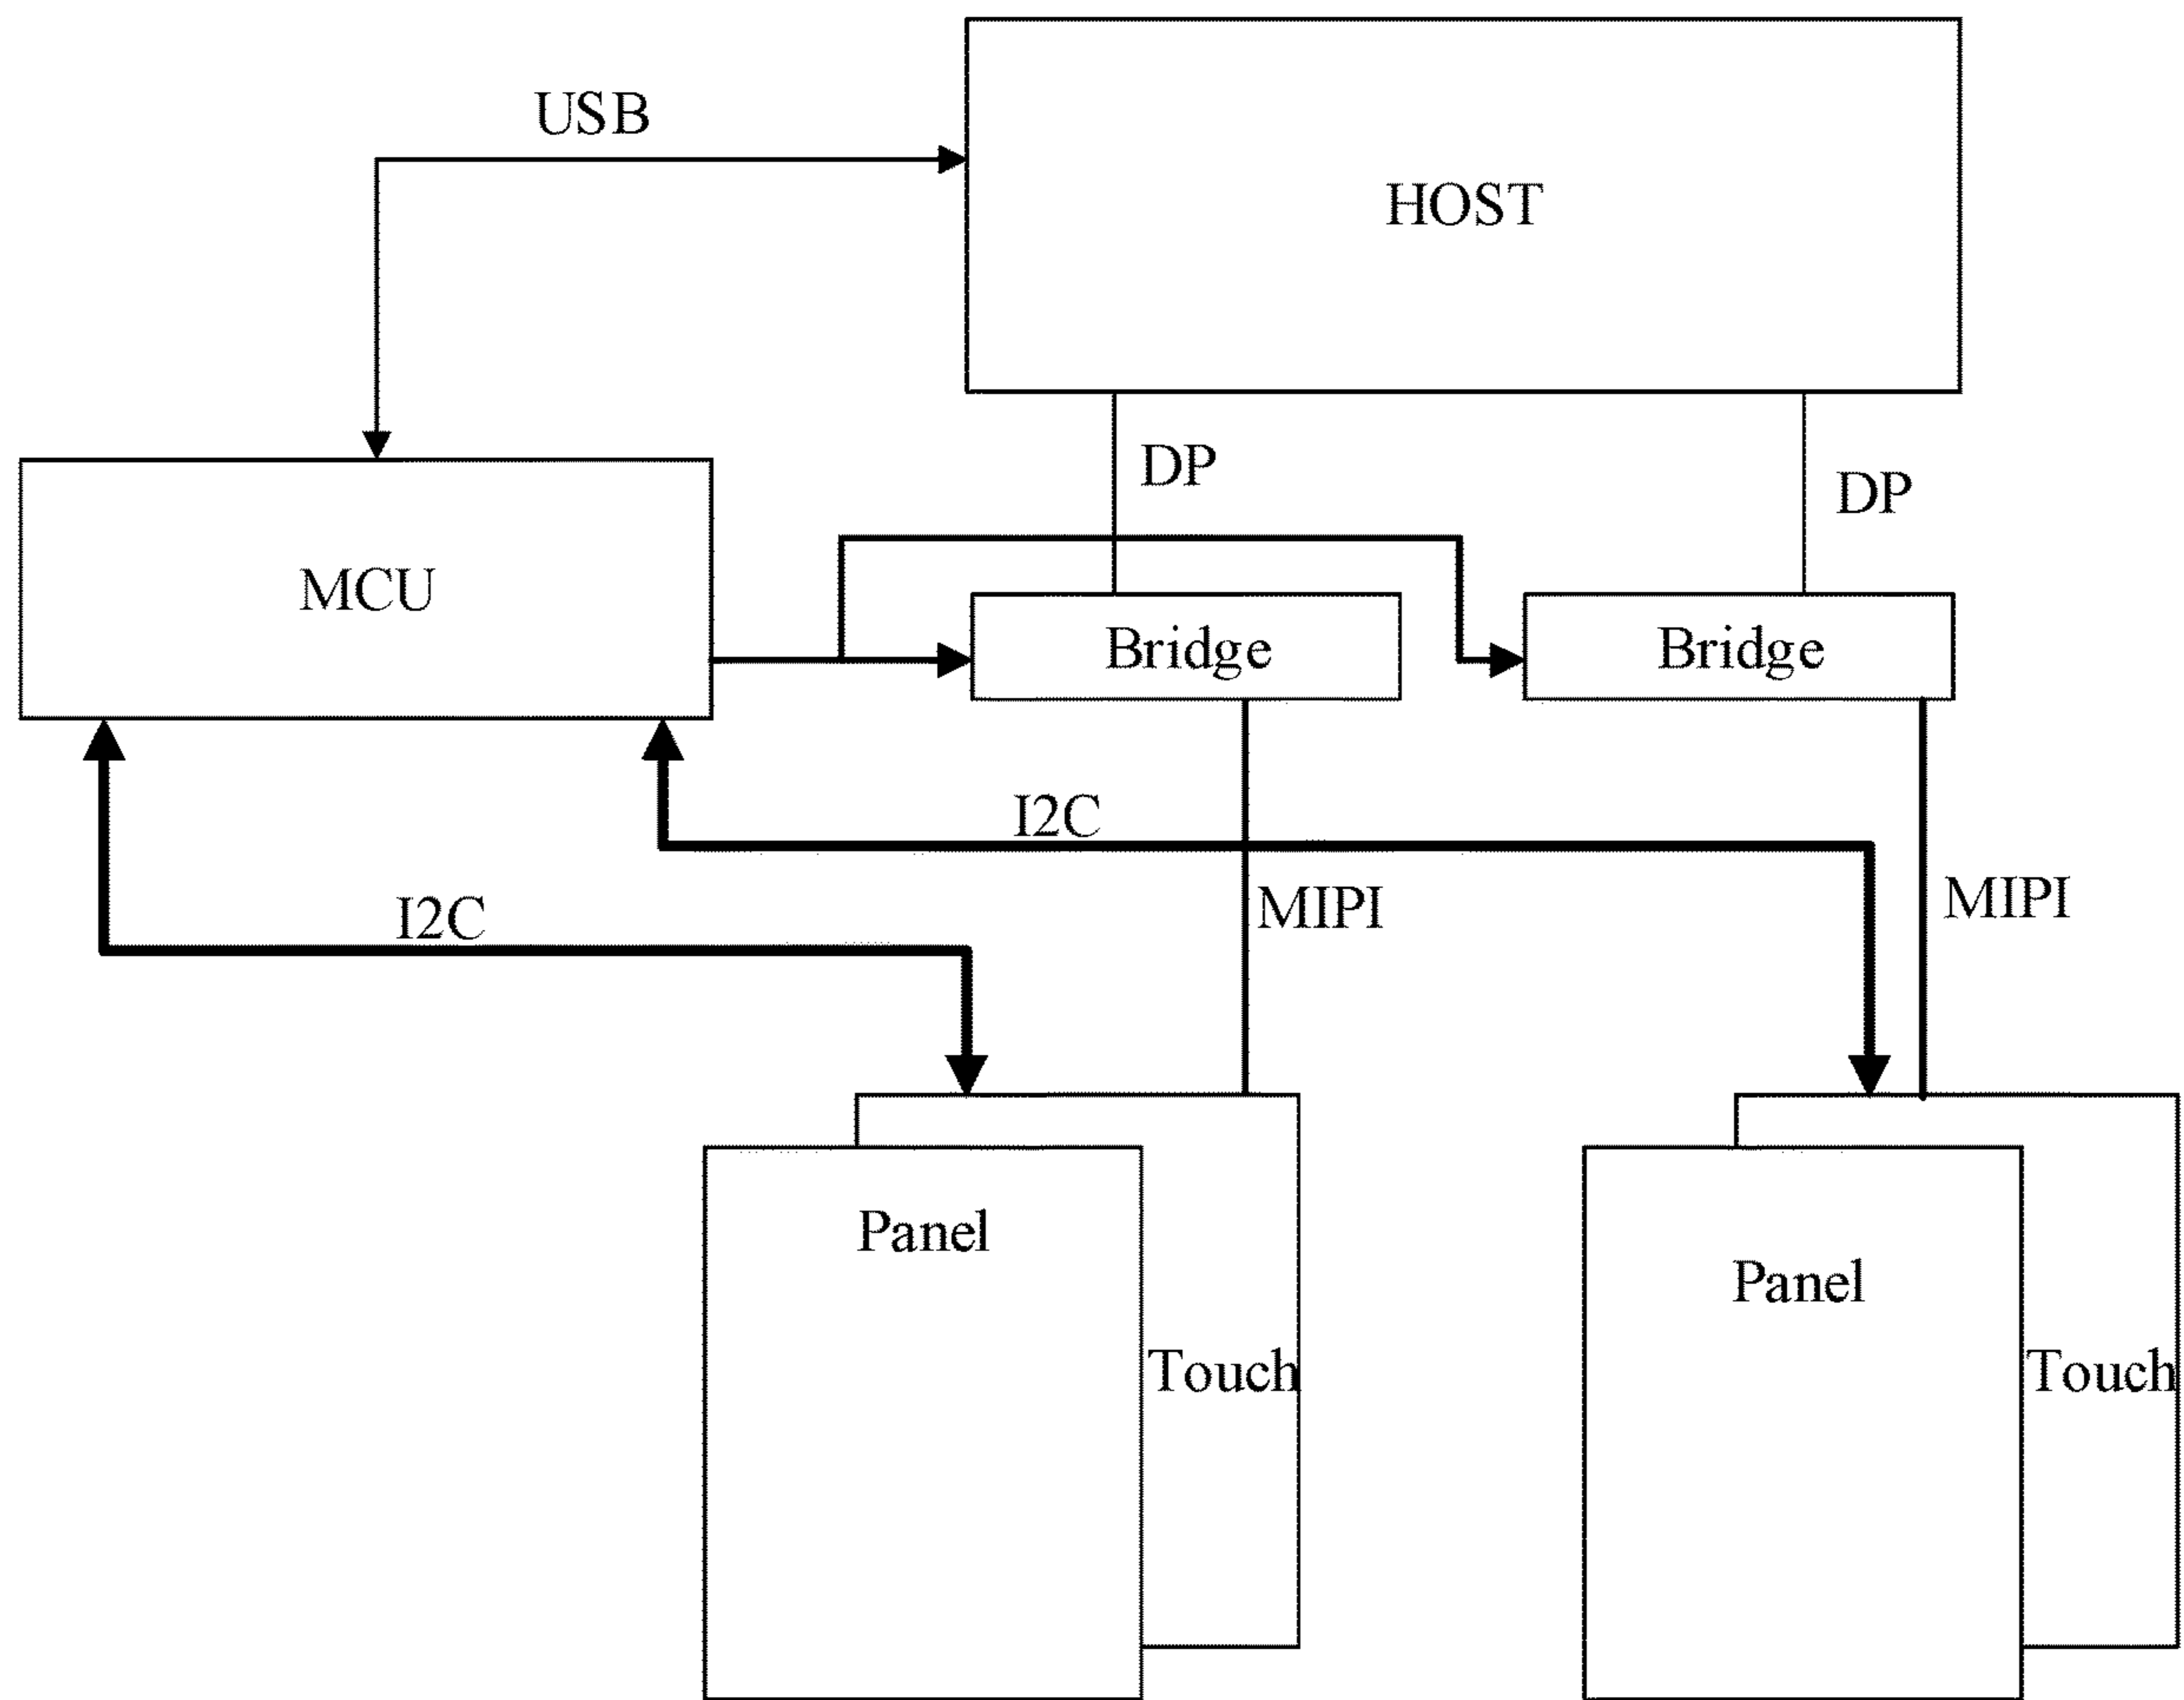 USB
HOST
DP
DP
MCU
Bridge
Bridge
I2C
I2C
MIPI
MIPI
Panel
Panel
Touch
Touch